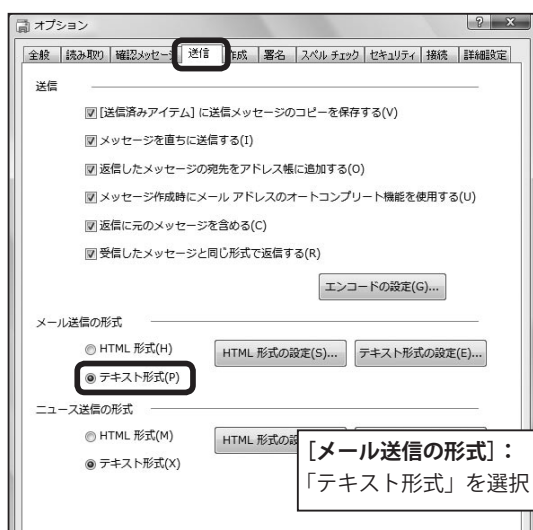 オプション
全般 読み取り 確認メッセージ 送信 作成 署名 スペル チェック セキュリティ 接続 詳細設定
送信
[送信済みアイテム] に送信メッセージのコピーを保存する(V)
メッセージを直ちに送信する(I)
返信したメッセージの宛先をアドレス帳に追加する(O)
メッセージ作成時にメール アドレスのオートコンプリート機能を使用する(U)
返信に元のメッセージを含める(C)
受信したメッセージと同じ形式で返信する(R)
エンコードの設定(G)...
メール送信の形式
HTML 形式(H) HTML 形式の設定(S)... テキスト形式の設定(E)...
テキスト形式(P)
ニュース送信の形式
HTML 形式(M) HTML 形式の設
テキスト形式(X)
[メール送信の形式]:
「テキスト形式」を選択